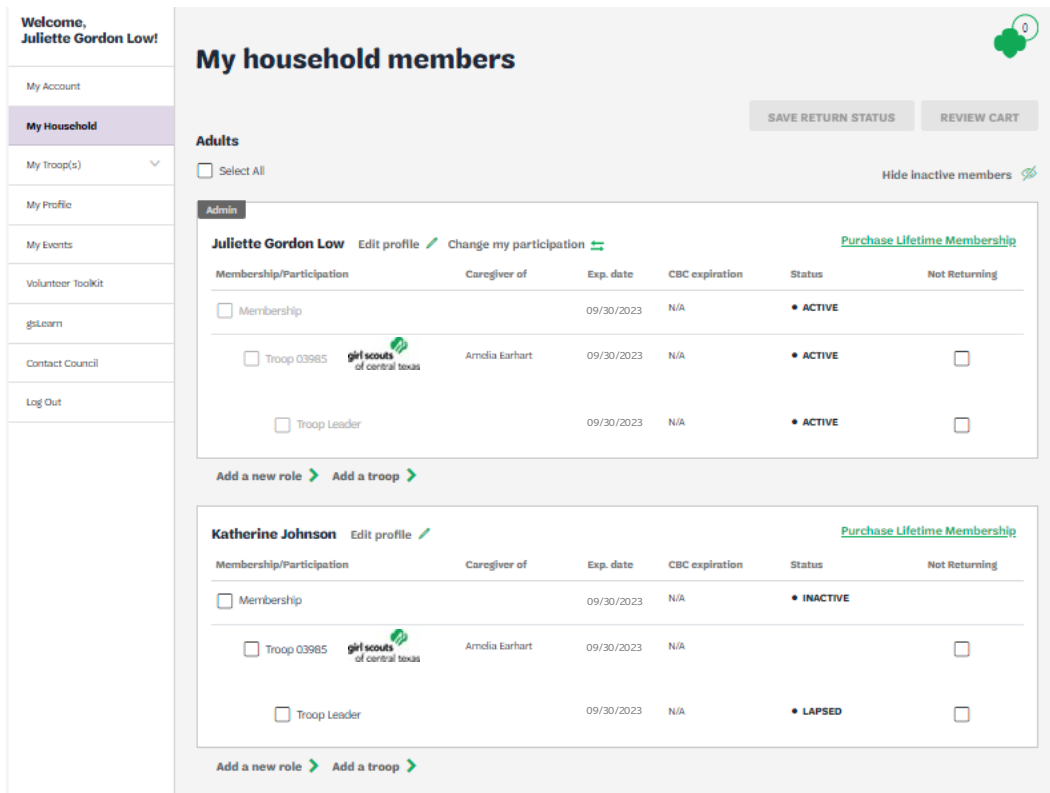 Welcome,
Juliette Gordon Low!
My Account
My Household
My Troop(s)
My Profile
My Events
Volunteer ToolKit
gsLearn
Contact Council
Log Out
My household members
0
SAVE RETURN STATUS REVIEW CART
Adults
Select All
Hide inactive members
Admin
Juliette Gordon Low Edit profile Change my participation Purchase Lifetime Membership
Membership/Participation Caregiver of Exp. date CBC expiration Status Not Returning
Membership 09/30/2023 N/A • ACTIVE
Troop 03985 girl scouts of central texas Amelia Earhart 09/30/2023 N/A • ACTIVE
Troop Leader 09/30/2023 N/A • ACTIVE
Add a new role Add a troop
Katherine Johnson Edit profile Purchase Lifetime Membership
Membership/Participation Caregiver of Exp. date CBC expiration Status Not Returning
Membership 09/30/2023 N/A • INACTIVE
Troop 03985 girl scouts of central texas Amelia Earhart 09/30/2023 N/A
Troop Leader 09/30/2023 N/A • LAPSED
Add a new role Add a troop